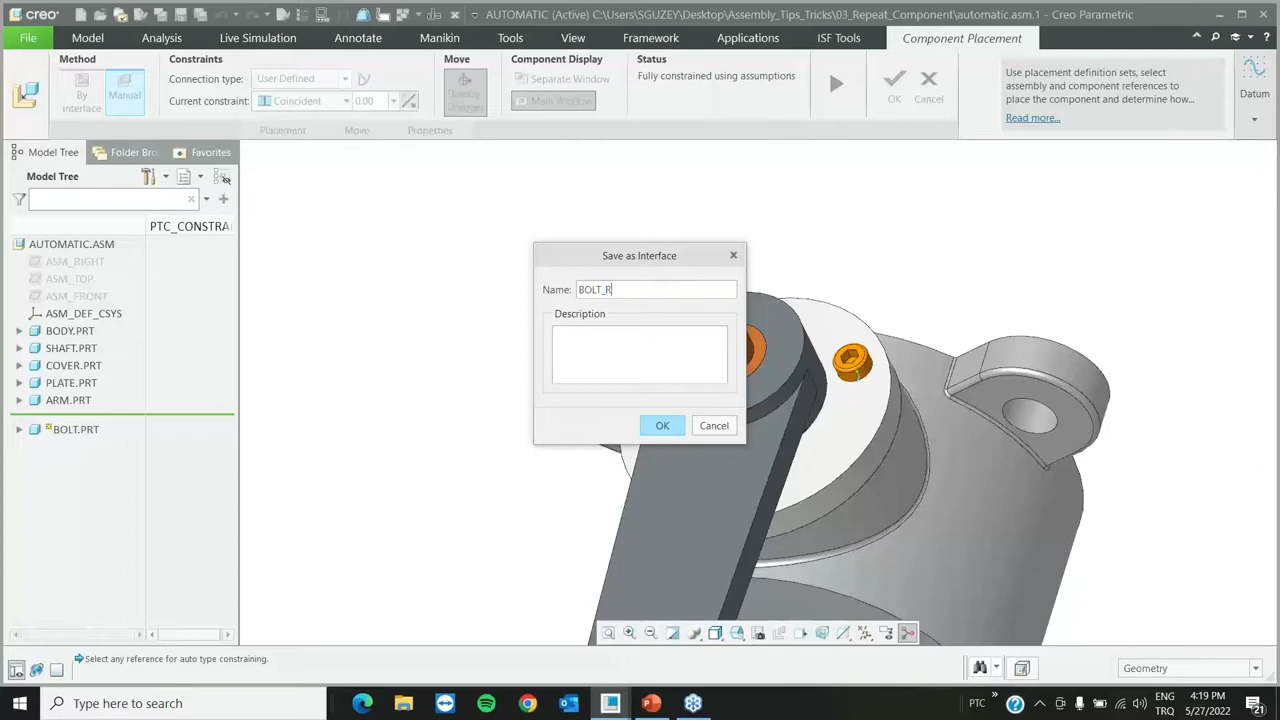 creo
AUTOMATIC (Active) C:\Users\SGUZEY\Desktop\Assembly_Tips_Tricks\03_Repeat_Component\automatic.asm.1 - Creo Parametric
File Model Analysis Live Simulation Annotate Manikin Tools View Framework Applications ISF Tools Component Placement
Method
By
interface
Manual
Constraints
Connection type: User Defined
Current constraint: Coincident 0.00
Move
Dragging
Component Display
Separate Window
Main Window
Status
Fully constrained using assumptions
OK
Cancel
Use placement definition sets, select
assembly and component references to
place the component and determine how...
Read more...
Datum
Placement Move Properties
Model Tree Folder Bro Favorites
Model Tree
PTC_CONSTRA
AUTOMATIC.ASM
ASM_RIGHT
ASM_TOP
ASM_FRONT
ASM_DEF_CSYS
BODY.PRT
SHAFT.PRT
COVER.PRT
PLATE.PRT
ARM.PRT
BOLT.PRT
Save as Interface
Name: BOLT_R
Description
OK Cancel
Select any reference for auto type constraining.
Geometry
Type here to search
PTC
ENG
TRQ
4:19 PM
5/27/2022
21